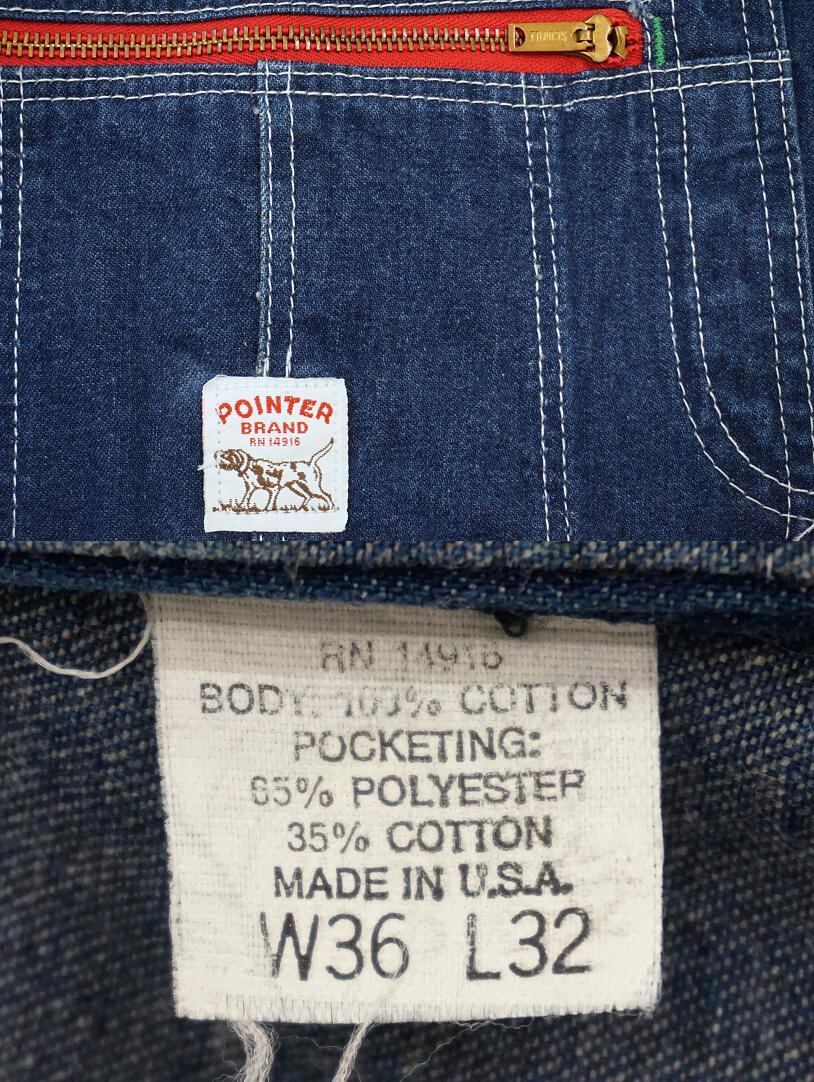 POINTER
BRAND
RN 14916
RN 14916
BODY: 100% COTTON
POCKETING:
65% POLYESTER
35% COTTON
MADE IN U.S.A.
W36 L32